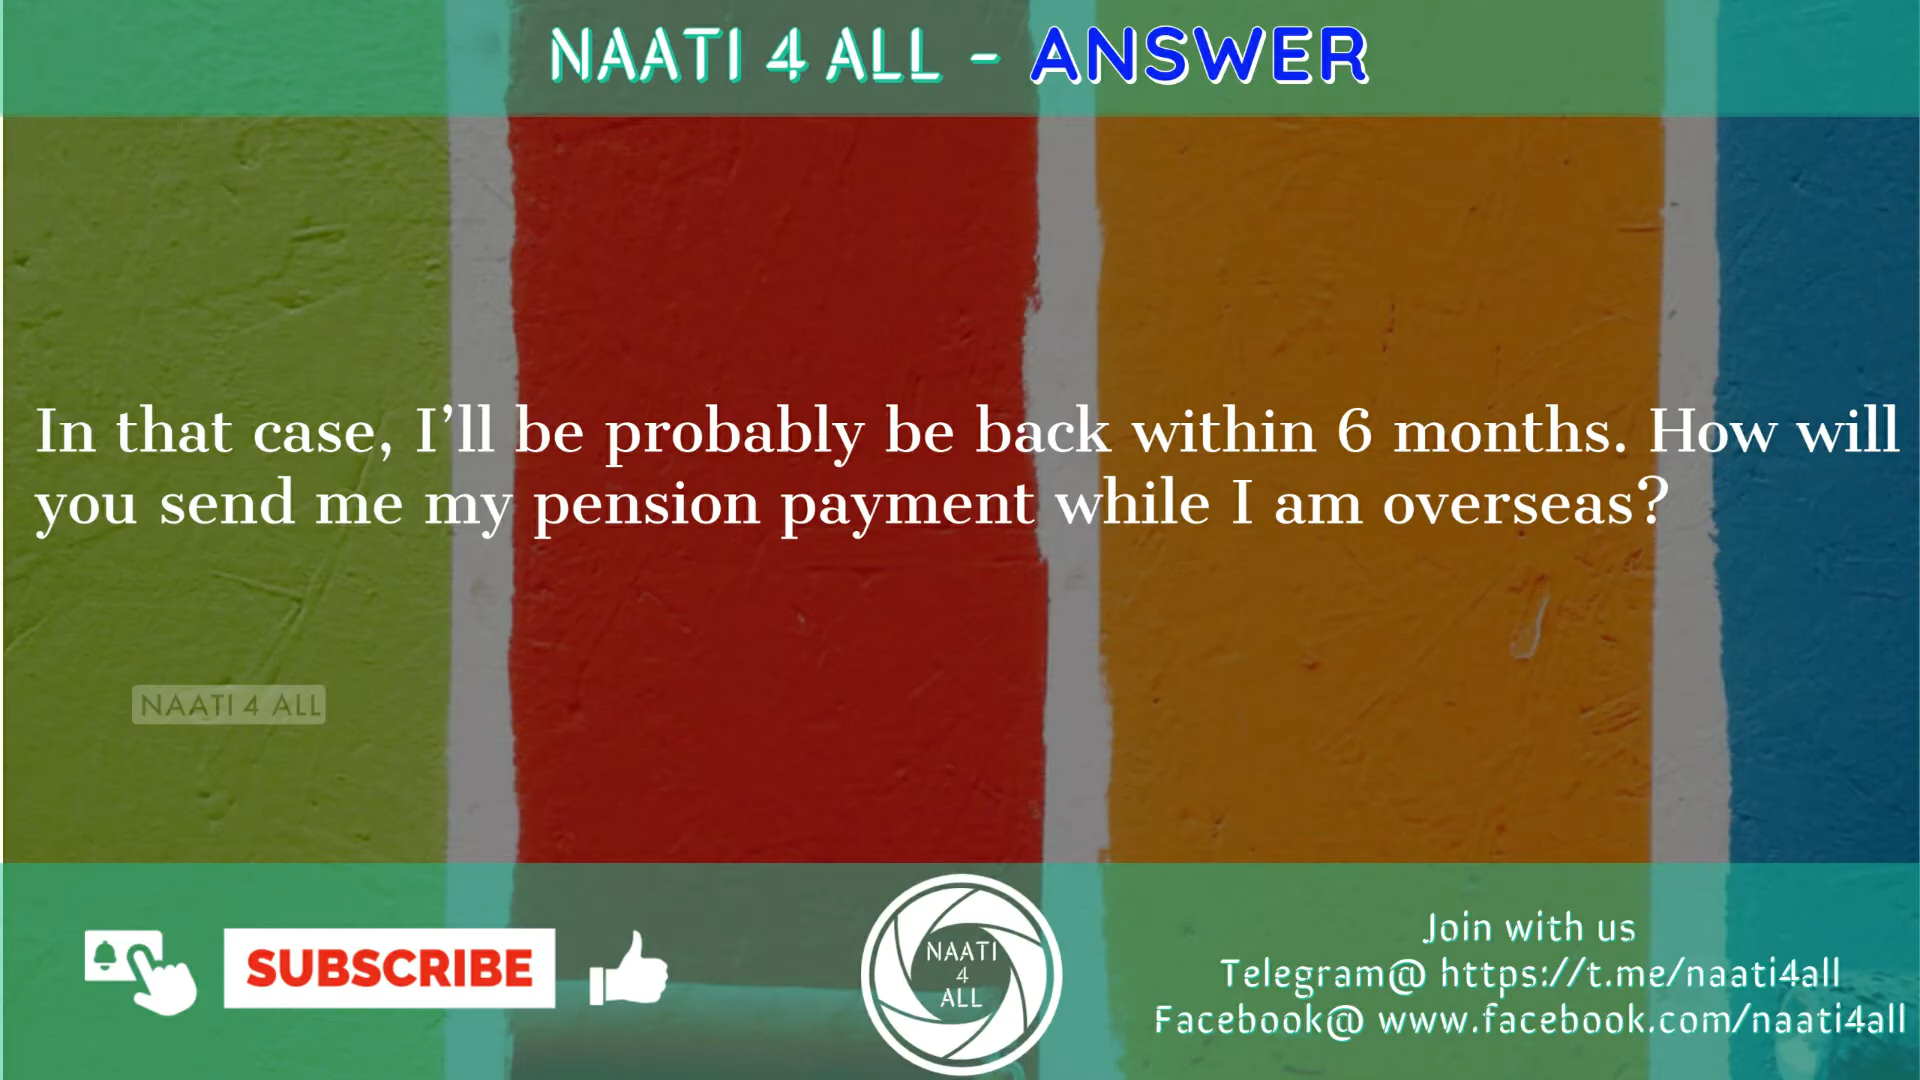 NAATI 4 ALL - ANSWER
In that case, I’ll be probably be back within 6 months. How will
you send me my pension payment while I am overseas?
NAATI 4 ALL
SUBSCRIBE
NAATI
4
ALL
Join with us
Telegram@ https://t.me/naati4all
Facebook@ www.facebook.com/naati4all